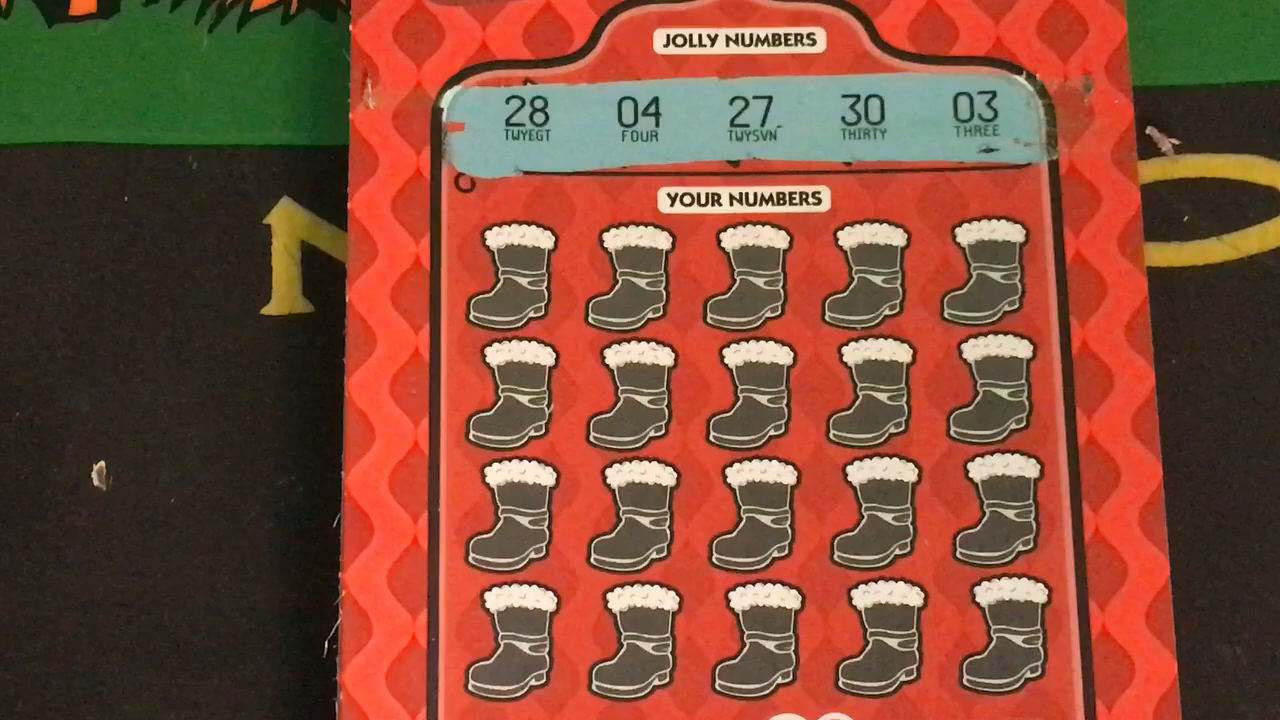 JOLLY NUMBERS
28 04 27 30 03
TWYEGT FOUR TWYSVN THIRTY THREE
YOUR NUMBERS
N O